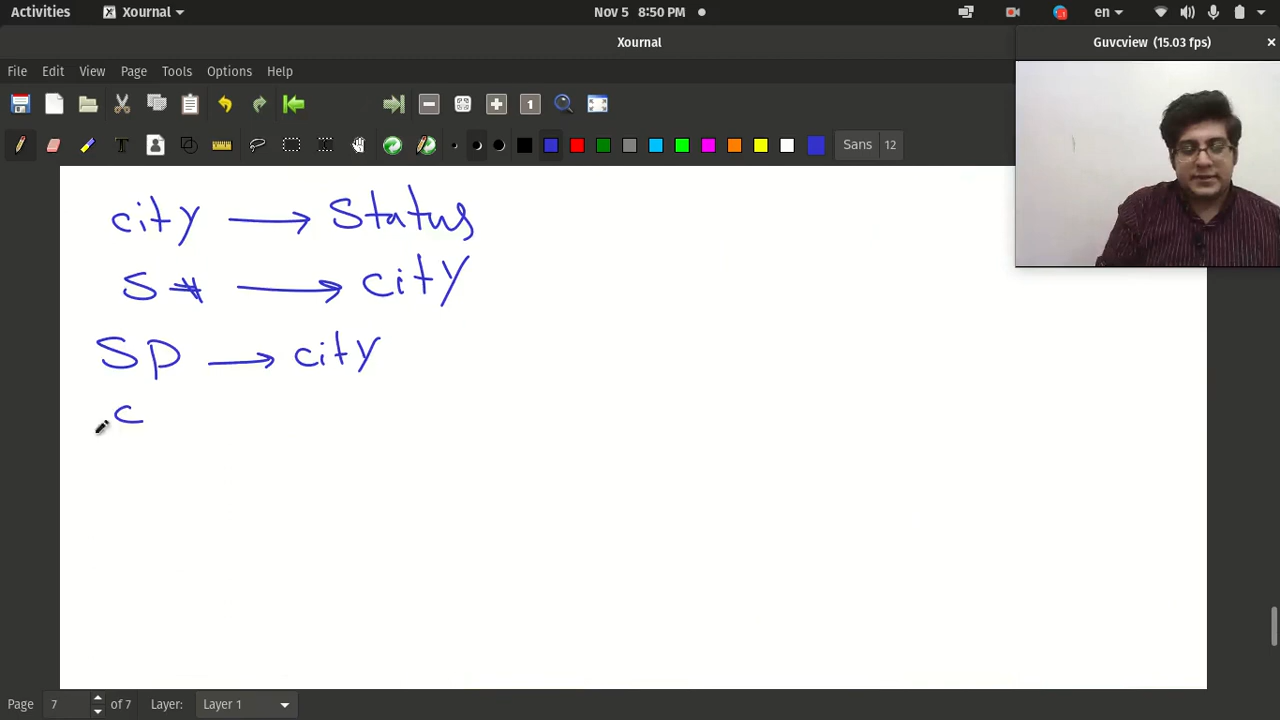 Activities Xournal Nov 5 8:50 PM en
Xournal
Guvcview (15.03 fps)
File Edit View Page Tools Options Help
1
Sans 12
city → Status
S# → city
SP → city
c
Page 7 of 7 Layer: Layer 1